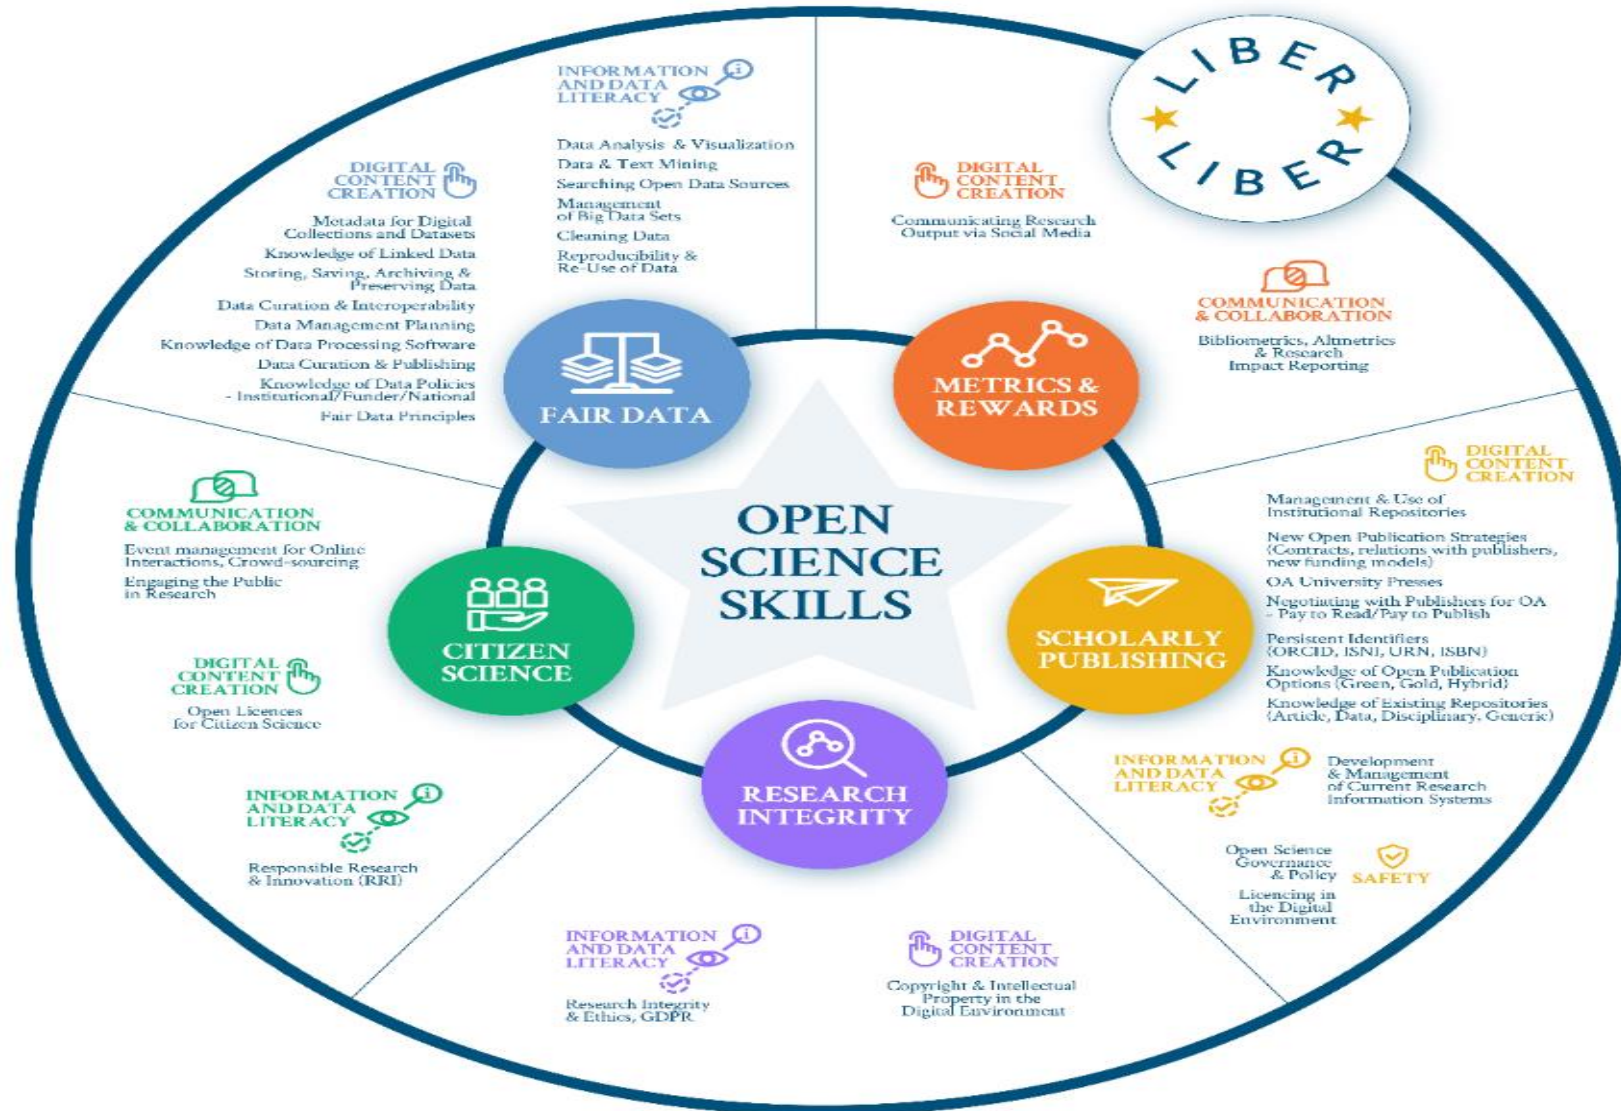 LIBER
LIBER
INFORMATION
AND DATA
LITERACY
Data Analysis & Visualization
Data & Text Mining
Searching Open Data Sources
Management
of Big Data Sets
Cleaning Data
Reproducibility &
Re-Use of Data
DIGITAL
CONTENT
CREATION
Metadata for Digital
Collections and Datasets
Knowledge of Linked Data
Storing, Saving, Archiving &
Preserving Data
Data Curation & Interoperability
Data Management Planning
Knowledge of Data Processing Software
Data Curation & Publishing
Knowledge of Data Policies
- Institutional/Funder/National
Fair Data Principles
FAIR DATA
DIGITAL
CONTENT
CREATION
Communicating Research
Output via Social Media
COMMUNICATION
& COLLABORATION
Bibliometrics, Altmetrics
& Research
Impact Reporting
METRICS &
REWARDS
OPEN
SCIENCE
SKILLS
DIGITAL
CONTENT
CREATION
Management & Use of
Institutional Repositories
New Open Publication Strategies
(Contracts, relations with publishers,
new funding models)
OA University Presses
Negotiating with Publishers for OA
- Pay to Read/Pay to Publish
Persistent Identifiers
(ORCID, ISNI, URN, ISBN)
Knowledge of Open Publication
Options (Green, Gold, Hybrid)
Knowledge of Existing Repositories
(Article, Data, Disciplinary, Generic)
SCHOLARLY
PUBLISHING
INFORMATION
AND DATA
LITERACY
Development
& Management
of Current Research
Information Systems
Open Science
Governance
& Policy
Licencing in
the Digital
Environment
SAFETY
COMMUNICATION
& COLLABORATION
Event management for Online
Interactions, Crowd-sourcing
Engaging the Public
in Research
CITIZEN
SCIENCE
DIGITAL
CONTENT
CREATION
Open Licences
for Citizen Science
INFORMATION
AND DATA
LITERACY
Responsible Research
& Innovation (RRI)
RESEARCH
INTEGRITY
INFORMATION
AND DATA
LITERACY
Research Integrity
& Ethics, GDPR
DIGITAL
CONTENT
CREATION
Copyright & Intellectual
Property in the
Digital Environment